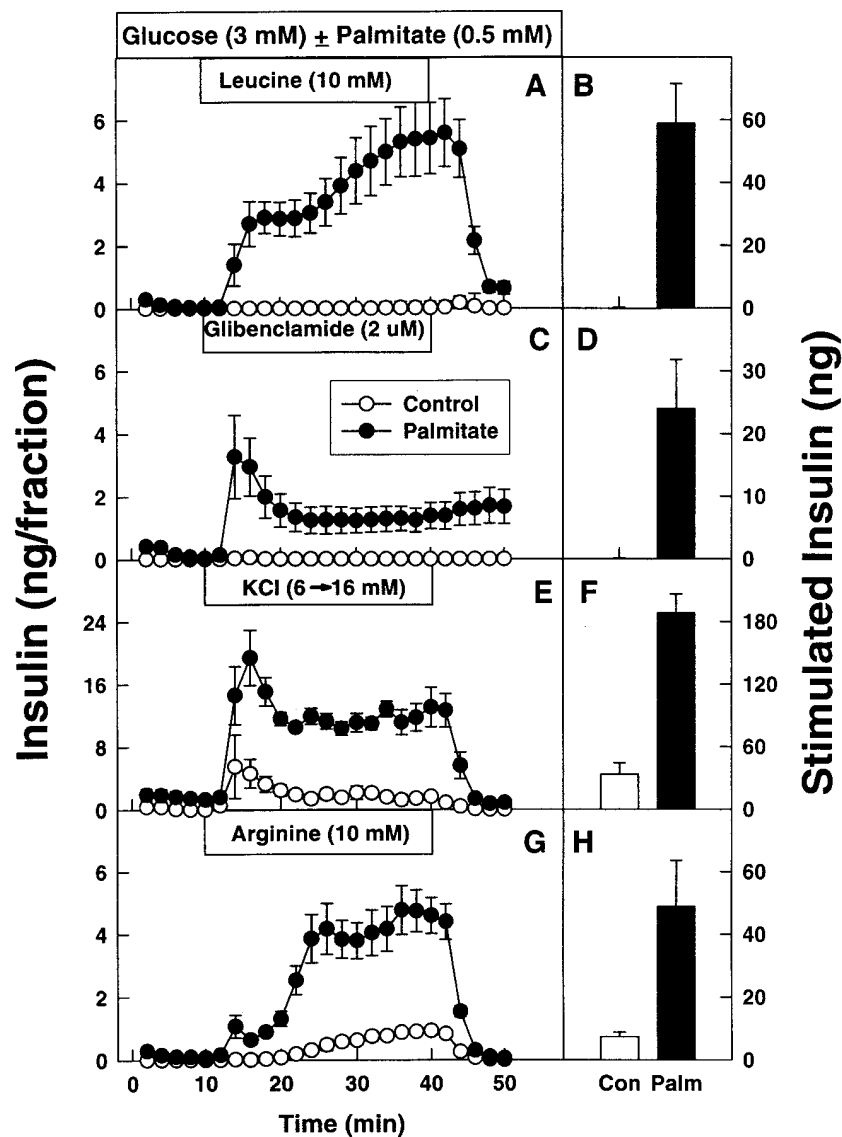 Glucose (3 mM) ± Palmitate (0.5 mM)
Leucine (10 mM)
A
B
6
4
2
0
60
40
20
0
Glibenclamide (2 uM)
C
D
Control
Palmitate
6
4
2
0
30
20
10
0
KCl (6→16 mM)
E
F
24
18
12
6
0
180
120
60
0
Arginine (10 mM)
G
H
6
4
2
0
60
40
20
0
0 10 20 30 40 50
Con Palm
Time (min)
Insulin (ng/fraction)
Stimulated Insulin (ng)